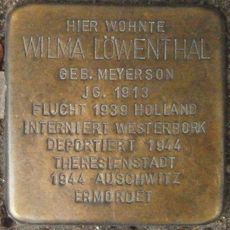 HIER WOHNTE
WILMA LÖWENTHAL
GEB. MEYERSON
JG. 1913
FLUCHT 1939 HOLLAND
INTERNIERT WESTERBORK
DEPORTIERT 1944
THERESIENSTADT
1944 AUSCHWITZ
ERMORDET